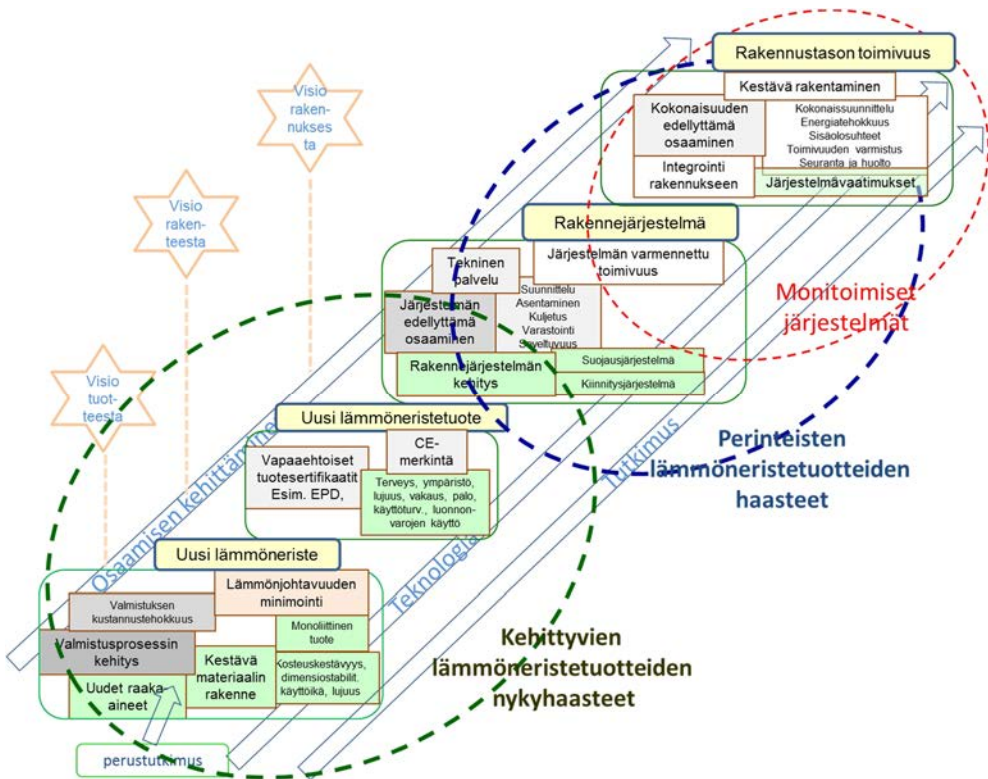 Rakennustason toimivuus
Kestävä rakentaminen
Kokonaisuuden
edellyttämä
osaaminen
Kokonaissuunnittelu
Energiatehokkuus
Sisäolosuhteet
Toimivuuden varmistus
Seuranta ja huolto
Integrointi
rakennukseen
Järjestelmävaatimukset
Visio
raken-
nukses
ta
Visio
raken-
teesta
Visio
tuot-
teesta
Rakennejärjestelmä
Järjestelmän varmennettu
toimivuus
Tekninen
palvelu
Järjestelmän
edellyttämä
osaaminen
Suunnittelu
Asentaminen
Kuljetus
Varastointi
Soveltuvuus
Rakennejärjestelmän
kehitys
Suojausjärjestelmä
Kiinnitysjärjestelmä
Monitoimiset
järjestelmät
Uusi lämmöneristetuote
CE-
merkintä
Vapaaehtoiset
tuotesertifikaatit
Esim. EPD,
Terveys, ympäristö,
lujuus, vakaus, palo,
käyttöturv., luonnon-
varojen käyttö
Perinteisten
lämmöneristetuotteiden
haasteet
Osaamisen kehittämine
Teknologia
Tutkimus
Uusi lämmöneriste
Lämmönjohtavuuden
minimointi
Valmistuksen
kustannustehokkuus
Monoliittinen
tuote
Valmistusprosessin
kehitys
Kestävä
materiaalin
rakenne
Kosteuskestävyys,
dimensiostabilit.
käyttöikä, lujuus
Uudet raaka-
aineet
Kehittyvien
lämmöneristetuotteiden
nykyhaasteet
perustutkimus